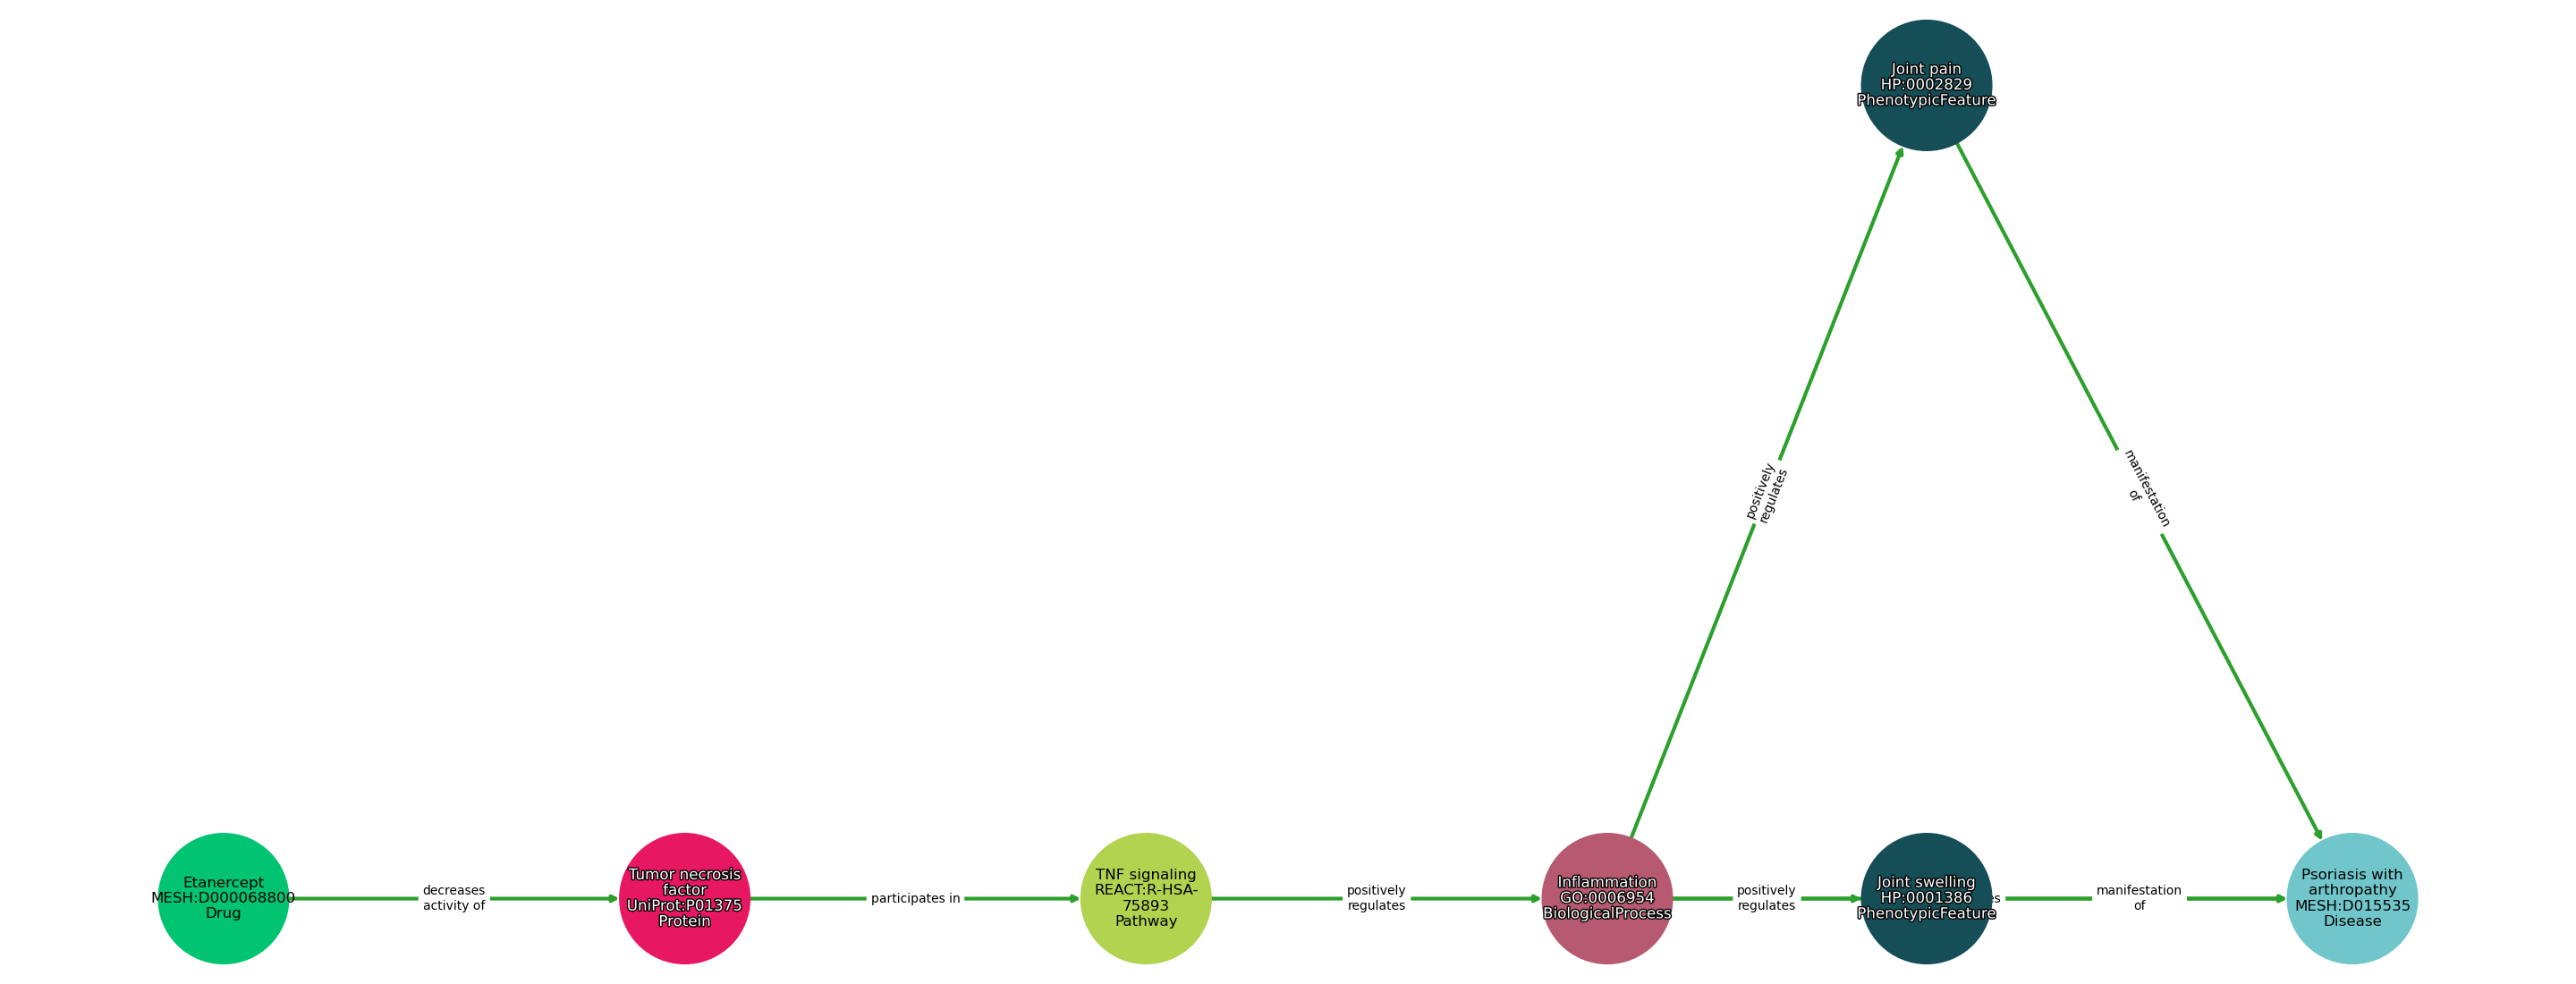 Joint pain
HP:0002829
PhenotypicFeature
positively
regulates
manifestation
of
Etanercept
MESH:D000068800
Drug
decreases
activity of
Tumor necrosis
factor
UniProt:P01375
Protein
participates in
TNF signaling
REACT:R-HSA-
75893
Pathway
positively
regulates
Inflammation
GO:0006954
BiologicalProcess
positively
regulates
Joint swelling
HP:0001386
PhenotypicFeature
manifestation
of
Psoriasis with
arthropathy
MESH:D015535
Disease